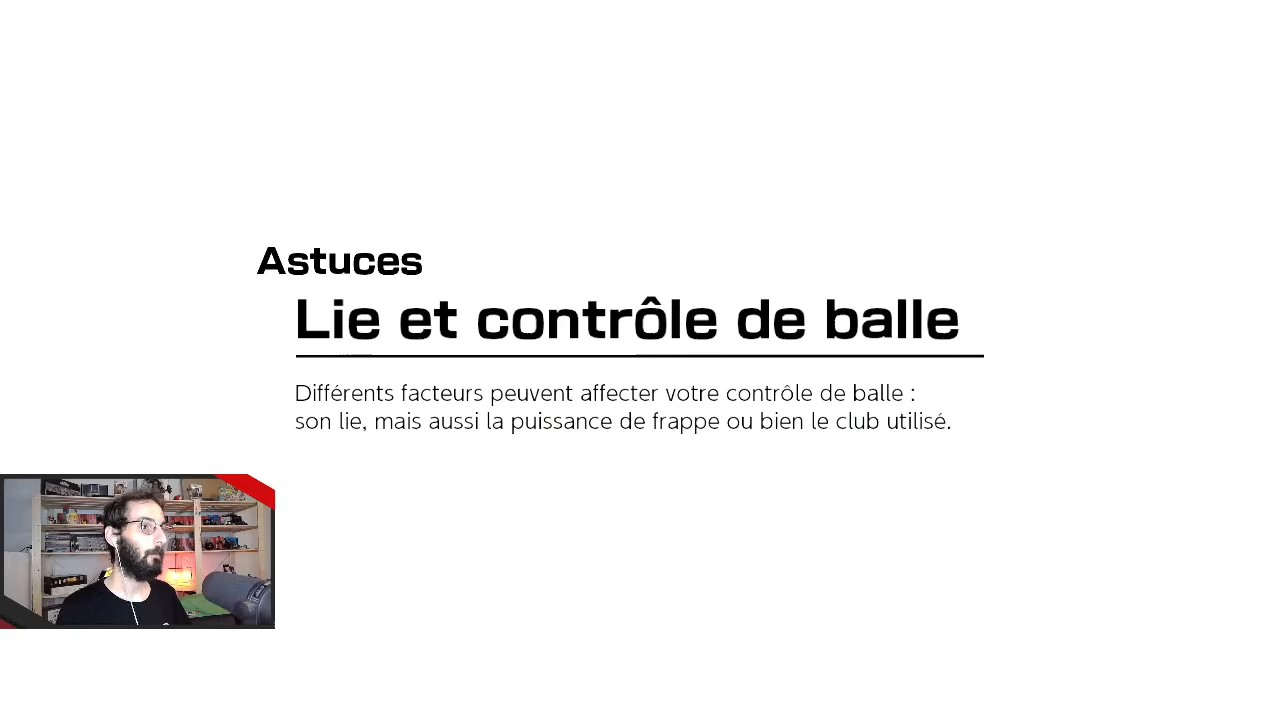 Astuces
Lie et contrôle de balle
Différents facteurs peuvent affecter votre contrôle de balle :
son lie, mais aussi la puissance de frappe ou bien le club utilisé.